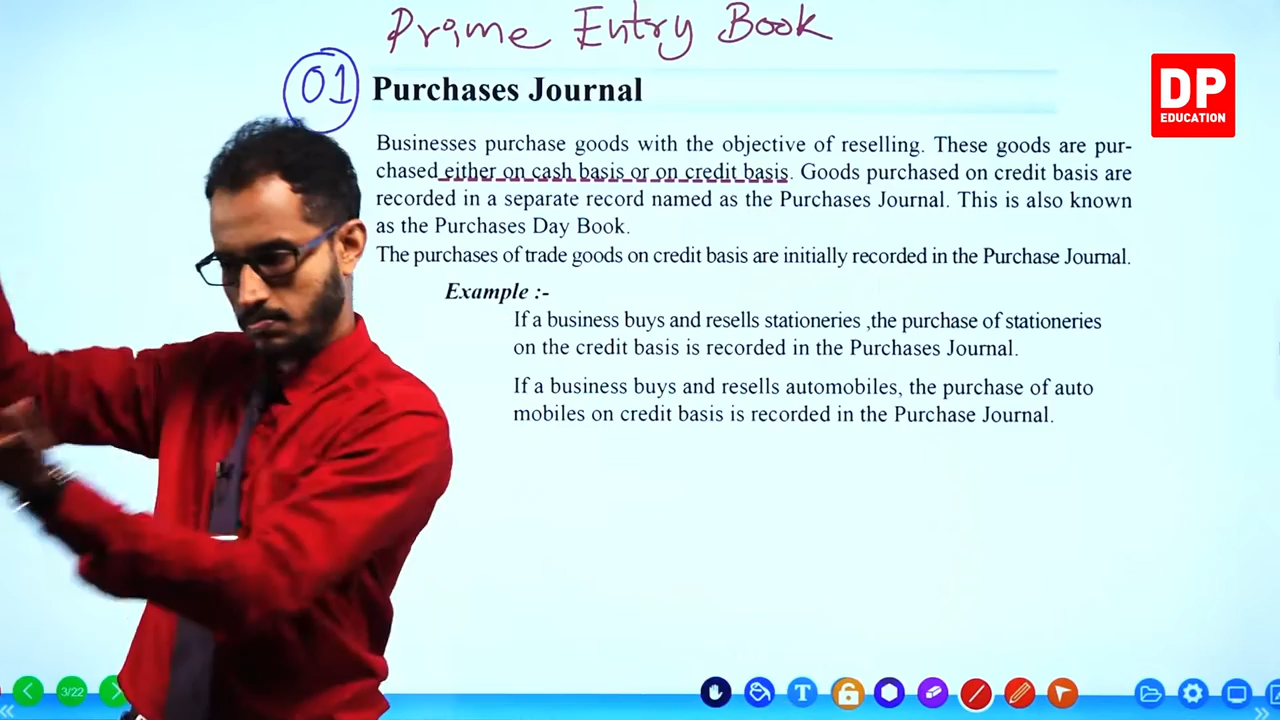 Prime Entry Book
01 Purchases Journal
DP
EDUCATION
Businesses purchase goods with the objective of reselling. These goods are pur-
chased either on cash basis or on credit basis. Goods purchased on credit basis are
recorded in a separate record named as the Purchases Journal. This is also known
as the Purchases Day Book.
The purchases of trade goods on credit basis are initially recorded in the Purchase Journal.
Example :-
If a business buys and resells stationeries ,the purchase of stationeries
on the credit basis is recorded in the Purchases Journal.
If a business buys and resells automobiles, the purchase of auto
mobiles on credit basis is recorded in the Purchase Journal.
3/22
T